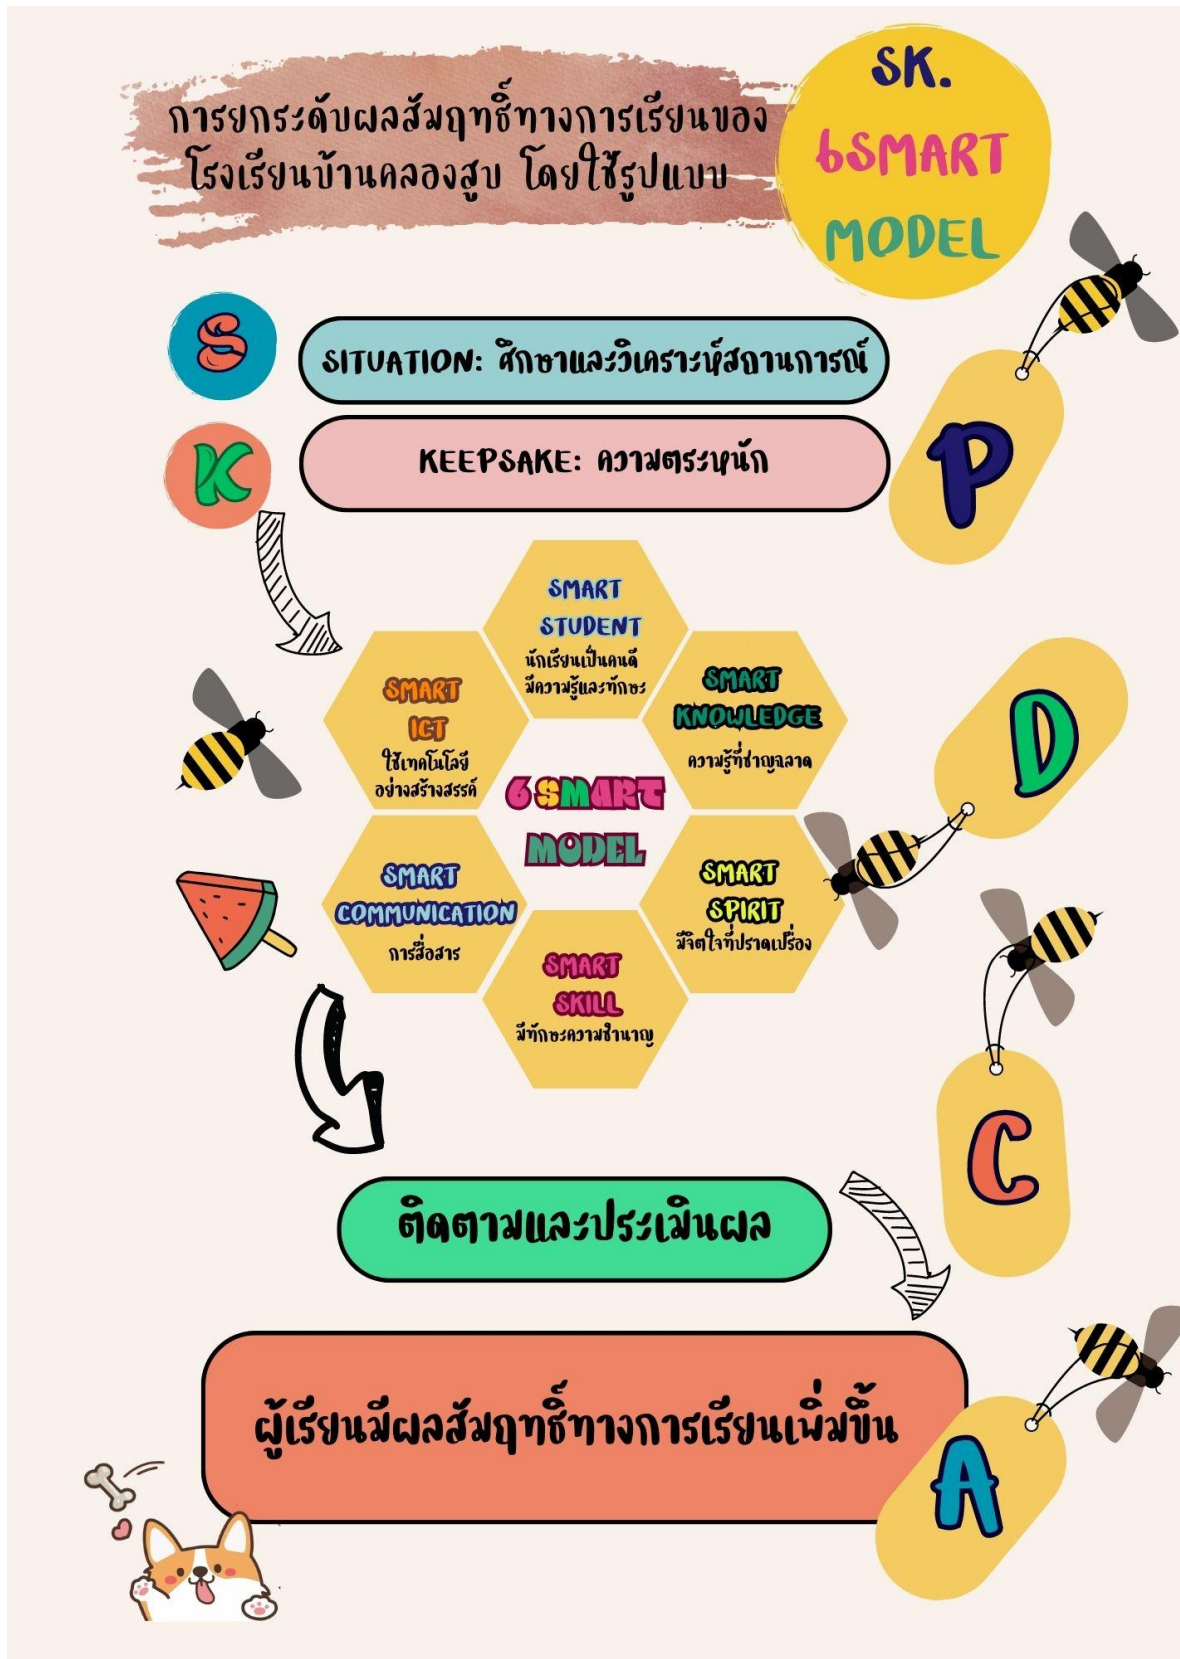 การยกระดับผลสัมฤทธิ์ทางการเรียนของ
โรงเรียนบ้านคลองสูบ โดยใช้รูปแบบ
SK.
6SMART
MODEL
S
SITUATION: ศึกษาและวิเคราะห์สถานการณ์
K
KEEPSAKE: ความตระหนัก
P
SMART
STUDENT
นักเรียนเป็นคนดี
มีความรู้และทักษะ
SMART
ICT
ใช้เทคโนโลยี
อย่างสร้างสรรค์
SMART
KNOWLEDGE
ความรู้ที่ชาญฉลาด
6 SMART
MODEL
D
SMART
COMMUNICATION
การสื่อสาร
SMART
SPIRIT
มีจิตใจที่ปราดเปรื่อง
SMART
SKILL
มีทักษะความชำนาญ
C
ติดตามและประเมินผล
ผู้เรียนมีผลสัมฤทธิ์ทางการเรียนเพิ่มขึ้น
A